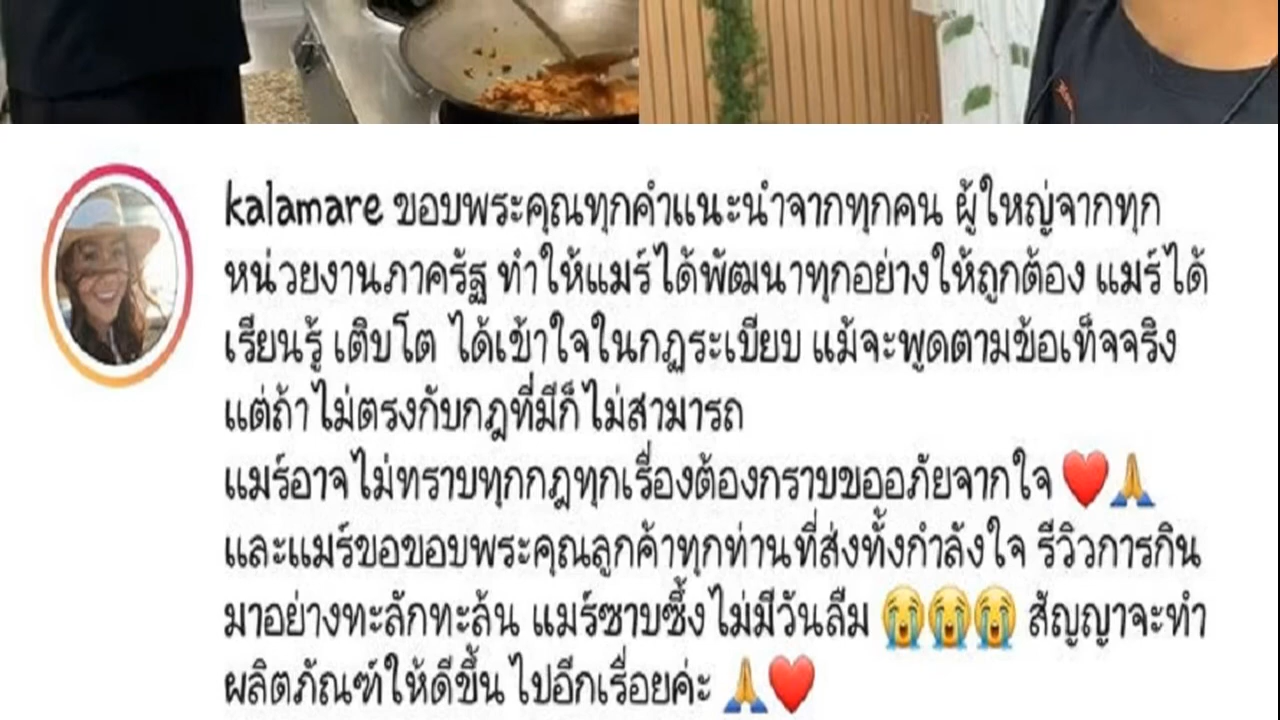 kalamare ขอบพระคุณทุกคำแนะนำจากทุกคน ผู้ใหญ่จากทุก
หน่วยงานภาครัฐ ทำให้แมร์ได้พัฒนาทุกอย่างให้ถูกต้อง แมร์ได้
เรียนรู้ เติบโต ได้เข้าใจในกฎระเบียบ แม้จะพูดตามข้อเท็จจริง
แต่ถ้าไม่ตรงกับกฎที่มีก็ไม่สามารถ
แมร์อาจไม่ทราบทุกกฎทุกเรื่องต้องกราบขออภัยจากใจ ❤️🙏
และแมร์ขอขอบพระคุณลูกค้าทุกท่านที่ส่งทั้งกำลังใจ รีวิวการกิน
มาอย่างทะลักทะล้น แมร์ซาบซึ้งไม่มีวันลืม 😭😭😭 สัญญาจะทำ
ผลิตภัณฑ์ให้ดีขึ้นไปอีกเรื่อยค่ะ 🙏❤️